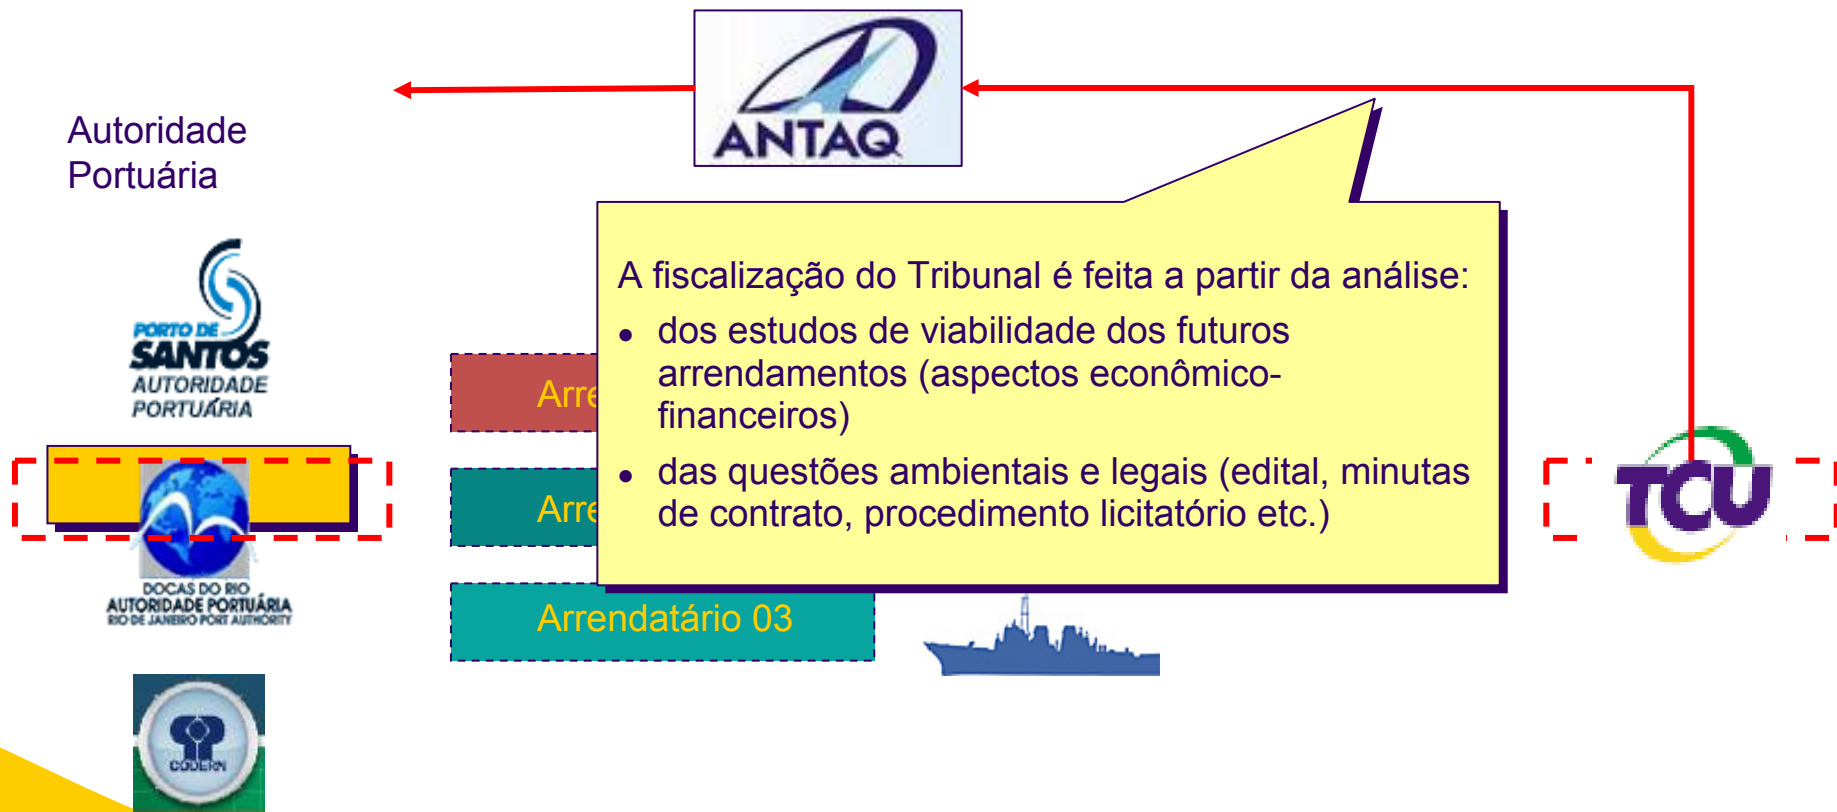 ANTAQ
Autoridade
Portuária
A fiscalização do Tribunal é feita a partir da análise:
● dos estudos de viabilidade dos futuros
arrendamentos (aspectos econômico-
financeiros)
● das questões ambientais e legais (edital, minutas
de contrato, procedimento licitatório etc.)
PORTO DE
SANTOS
AUTORIDADE
PORTUÁRIA
Arre
Arre
Arrendatário 03
DOCAS DO RIO
AUTORIDADE PORTUÁRIA
RIO DE JANEIRO PORT AUTHORITY
CODERN
TCU